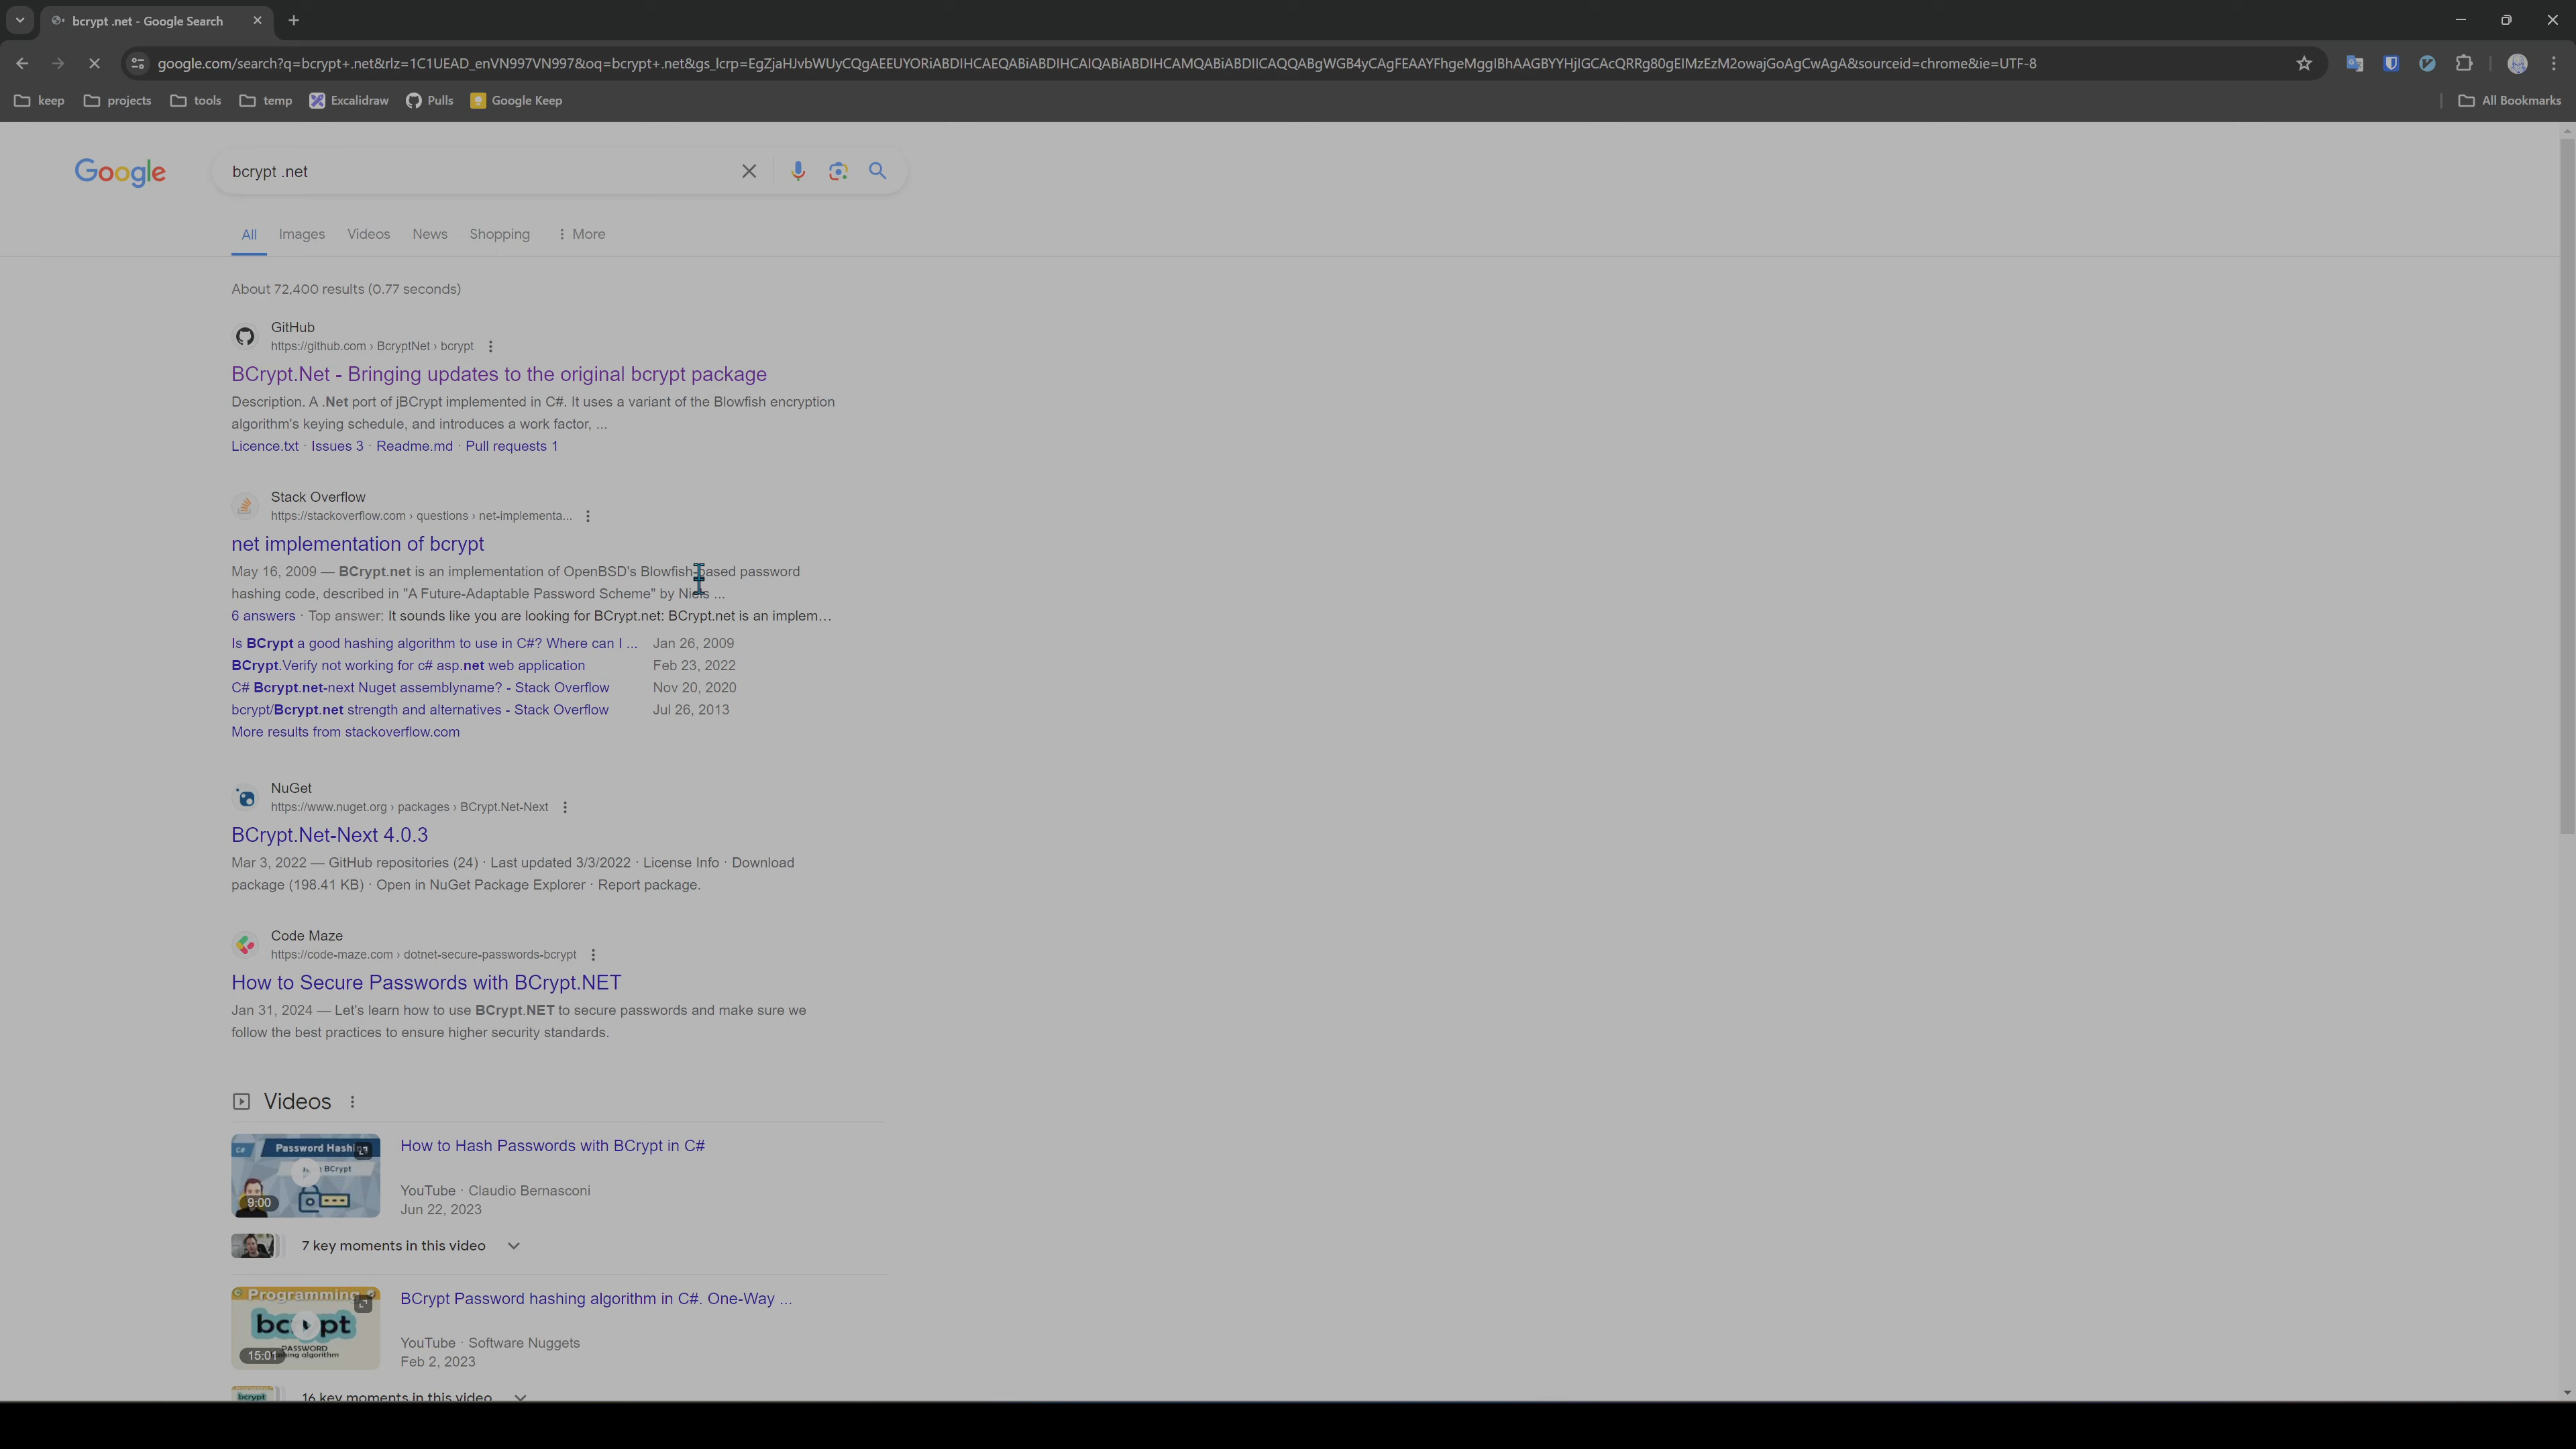 bcrypt .net - Google Search
google.com/search?q=bcrypt+.net&rlz=1C1UEAD_enVN997VN997&oq=bcrypt+.net&gs_lcrp=EgZjaHJvbWUyCQgAEEUYORiABDIHCAEQABiABDIHCAIQABiABDIHCAMQABiABDIICAQQABgWGB4yCAgFEAAYFhgeMggIBhAAGBYYHjIGCAcQRRg80gEIMzEzM2owajGoAgCwAgA&sourceid=chrome&ie=UTF-8
keep projects tools temp Excalidraw Pulls Google Keep All Bookmarks
Google bcrypt .net
All Images Videos News Shopping More
About 72,400 results (0.77 seconds)
GitHub
https://github.com › BcryptNet › bcrypt
BCrypt.Net - Bringing updates to the original bcrypt package
Description. A .Net port of jBCrypt implemented in C#. It uses a variant of the Blowfish encryption
algorithm's keying schedule, and introduces a work factor, ...
Licence.txt · Issues 3 · Readme.md · Pull requests 1
Stack Overflow
https://stackoverflow.com › questions › net-implementa...
net implementation of bcrypt
May 16, 2009 — BCrypt.net is an implementation of OpenBSD's Blowfish-based password
hashing code, described in "A Future-Adaptable Password Scheme" by Niels ...
6 answers · Top answer: It sounds like you are looking for BCrypt.net: BCrypt.net is an implem...
Is BCrypt a good hashing algorithm to use in C#? Where can I ... Jan 26, 2009
BCrypt.Verify not working for c# asp.net web application Feb 23, 2022
C# Bcrypt.net-next Nuget assemblyname? - Stack Overflow Nov 20, 2020
bcrypt/Bcrypt.net strength and alternatives - Stack Overflow Jul 26, 2013
More results from stackoverflow.com
NuGet
https://www.nuget.org › packages › BCrypt.Net-Next
BCrypt.Net-Next 4.0.3
Mar 3, 2022 — GitHub repositories (24) · Last updated 3/3/2022 · License Info · Download
package (198.41 KB) · Open in NuGet Package Explorer · Report package.
Code Maze
https://code-maze.com › dotnet-secure-passwords-bcrypt
How to Secure Passwords with BCrypt.NET
Jan 31, 2024 — Let's learn how to use BCrypt.NET to secure passwords and make sure we
follow the best practices to ensure higher security standards.
Videos
C# Password Hashing
BCrypt
9:00
How to Hash Passwords with BCrypt in C#
YouTube · Claudio Bernasconi
Jun 22, 2023
7 key moments in this video
Programming
bcrypt
PASSWORD
hashing algorithm
15:01
BCrypt Password hashing algorithm in C#. One-Way ...
YouTube · Software Nuggets
Feb 2, 2023
bcrypt
16 key moments in this video